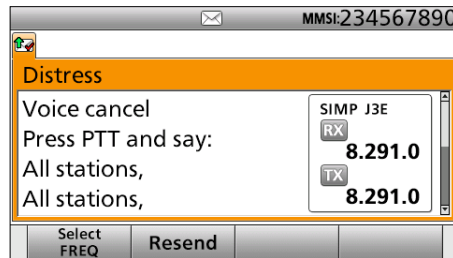 MMSI:234567890
Distress
Voice cancel
Press PTT and say:
All stations,
All stations,
SIMP J3E
RX
8.291.0
TX
8.291.0
Select
FREQ
Resend